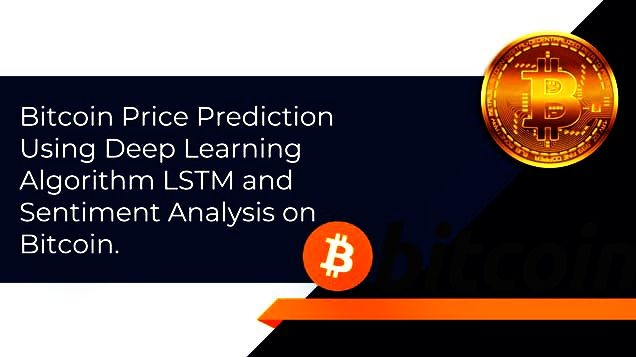 Bitcoin Price Prediction
Using Deep Learning
Algorithm LSTM and
Sentiment Analysis on
Bitcoin.
bitcoin